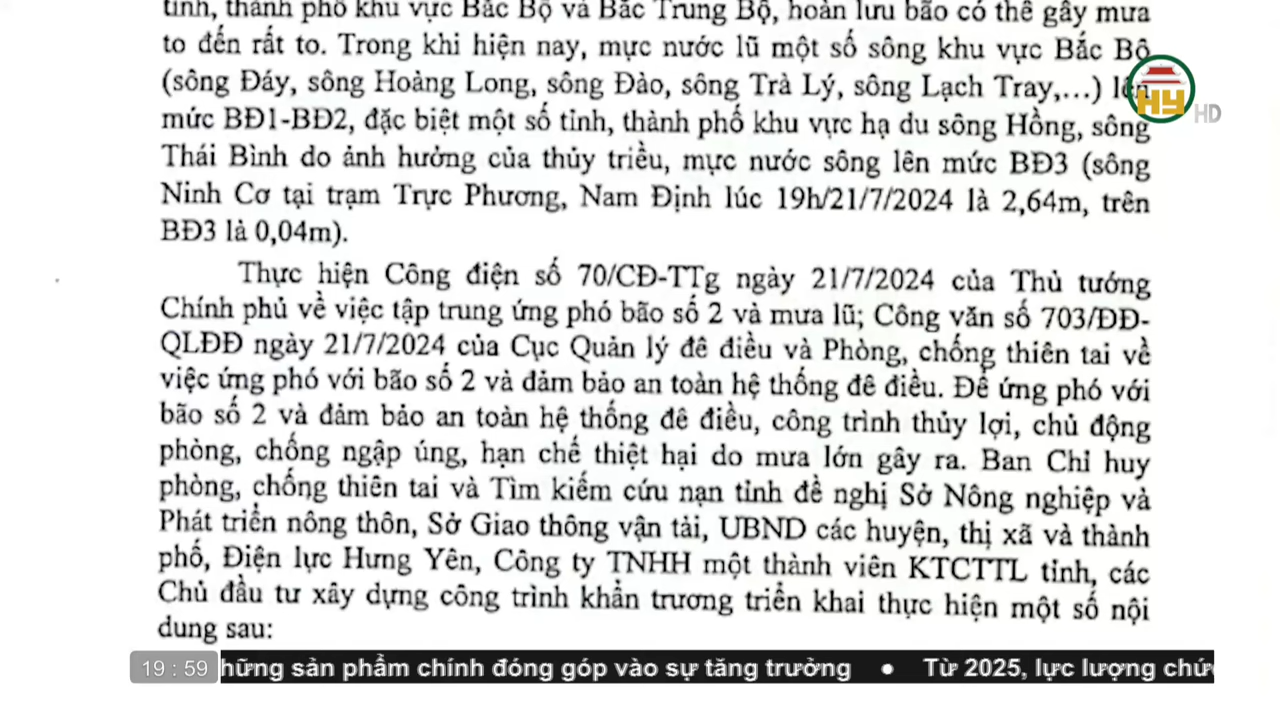 tỉnh, thành phố khu vực Bắc Bộ và Bắc Trung Bộ, hoàn lưu bão có thể gây mưa
to đến rất to. Trong khi hiện nay, mực nước lũ một số sông khu vực Bắc Bộ
(sông Đáy, sông Hoàng Long, sông Đào, sông Trà Lý, sông Lạch Tray,...) lên
mức BĐ1-BĐ2, đặc biệt một số tỉnh, thành phố khu vực hạ du sông Hồng, sông
Thái Bình do ảnh hưởng của thủy triều, mực nước sông lên mức BĐ3 (sông
Ninh Cơ tại trạm Trực Phương, Nam Định lúc 19h/21/7/2024 là 2,64m, trên
BĐ3 là 0,04m).
Thực hiện Công điện số 70/CĐ-TTg ngày 21/7/2024 của Thủ tướng
Chính phủ về việc tập trung ứng phó bão số 2 và mưa lũ; Công văn số 703/ĐĐ-
QLĐĐ ngày 21/7/2024 của Cục Quản lý đê điều và Phòng, chống thiên tai về
việc ứng phó với bão số 2 và đảm bảo an toàn hệ thống đê điều. Để ứng phó với
bão số 2 và đảm bảo an toàn hệ thống đê điều, công trình thủy lợi, chủ động
phòng, chống ngập úng, hạn chế thiệt hại do mưa lớn gây ra. Ban Chỉ huy
phòng, chống thiên tai và Tìm kiếm cứu nạn tỉnh đề nghị Sở Nông nghiệp và
Phát triển nông thôn, Sở Giao thông vận tải, UBND các huyện, thị xã và thành
phố, Điện lực Hưng Yên, Công ty TNHH một thành viên KTCTTL tỉnh, các
Chủ đầu tư xây dựng công trình khẩn trương triển khai thực hiện một số nội
dung sau:
HY HD
19 : 59 hững sản phẩm chính đóng góp vào sự tăng trưởng • Từ 2025, lực lượng chức